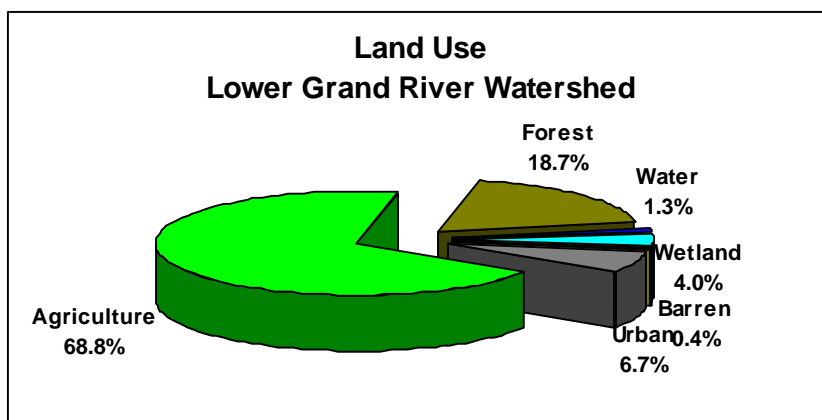 Land Use
Lower Grand River Watershed
Forest
18.7%
Water
1.3%
Wetland
4.0%
Barren
0.4%
Urban
6.7%
Agriculture
68.8%